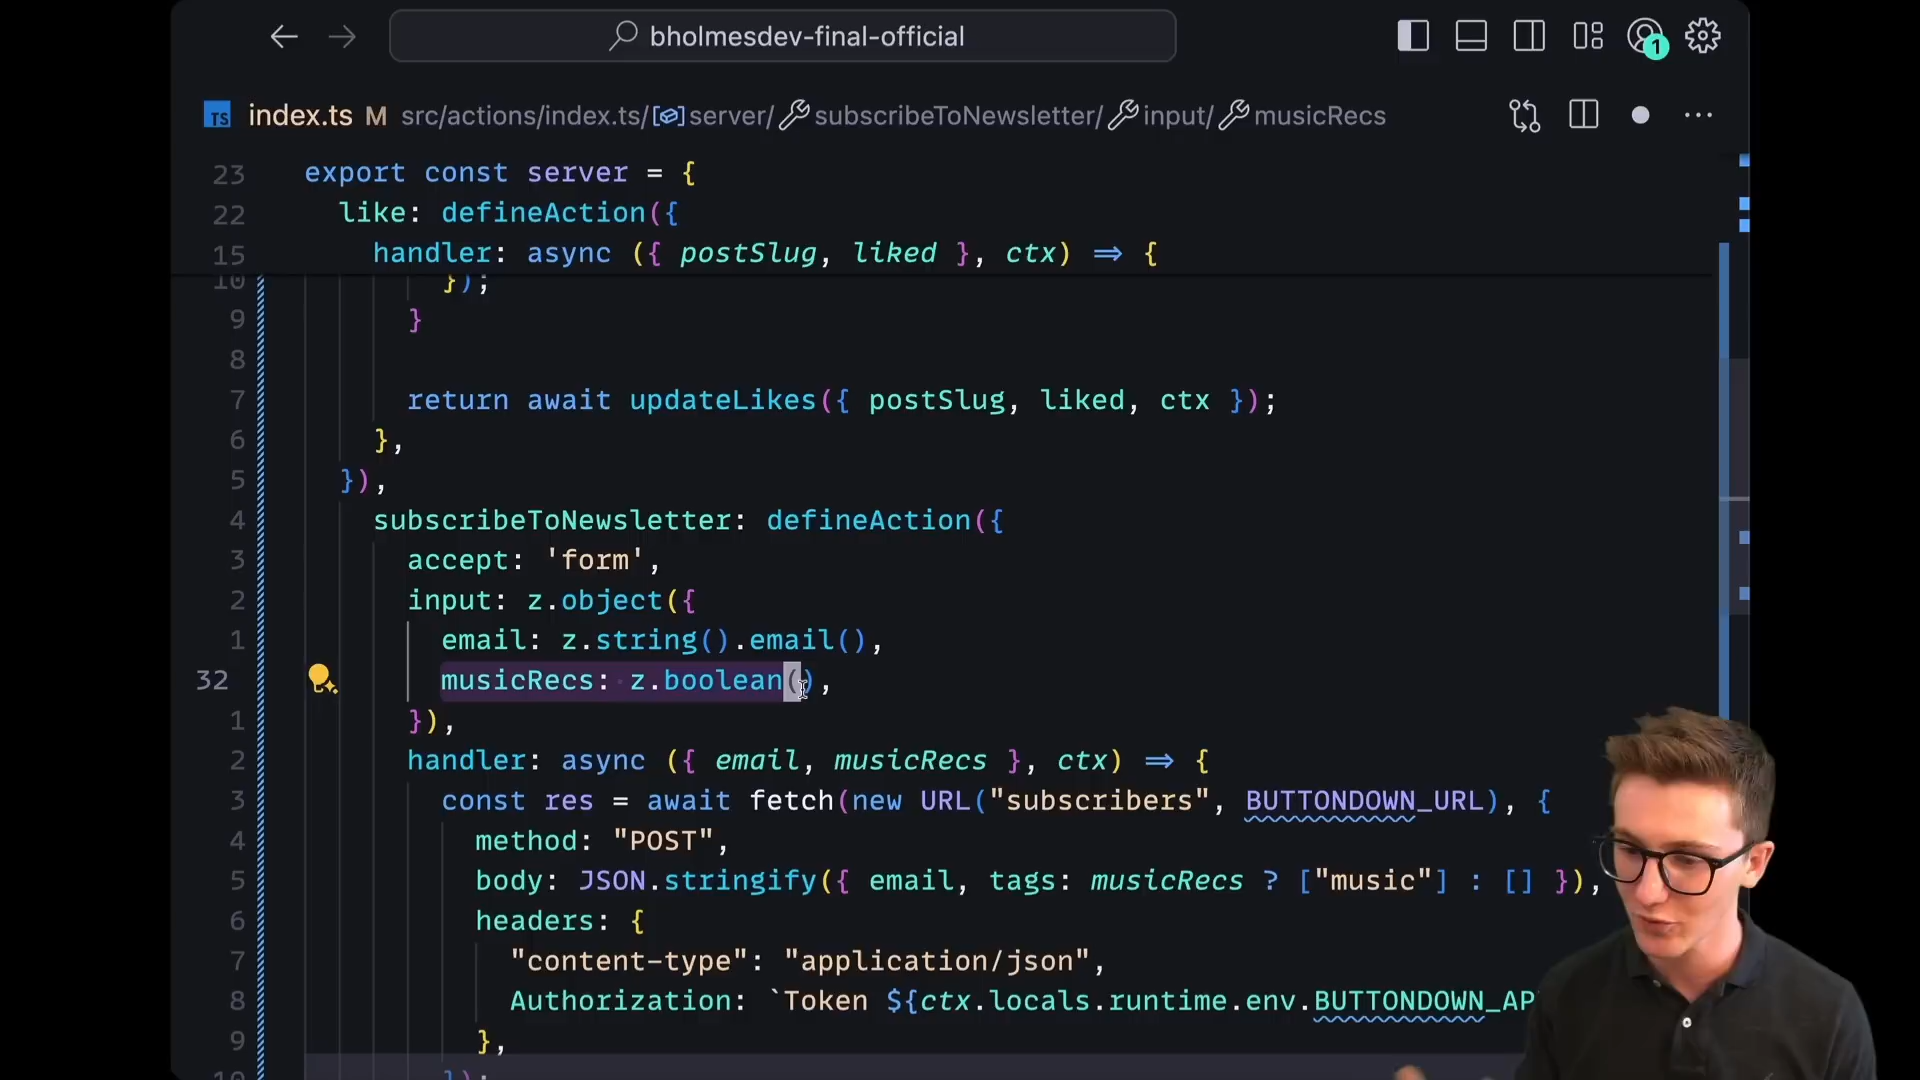 bholmesdev-final-official
1
TS index.ts M src/actions/index.ts/server/subscribeToNewsletter/input/musicRecs
23 export const server = {
22 like: defineAction({
15 handler: async ({ postSlug, liked }, ctx) => {
10 });
9 }
8
7 return await updateLikes({ postSlug, liked, ctx });
6 },
5 }),
4 subscribeToNewsletter: defineAction({
3 accept: 'form',
2 input: z.object({
1 email: z.string().email(),
32 musicRecs: z.boolean(),
1 }),
2 handler: async ({ email, musicRecs }, ctx) => {
3 const res = await fetch(new URL("subscribers", BUTTONDOWN_URL), {
4 method: "POST",
5 body: JSON.stringify({ email, tags: musicRecs ? ["music"] : [] }),
6 headers: {
7 "content-type": "application/json",
8 Authorization: `Token ${ctx.locals.runtime.env.BUTTONDOWN_AP
9 },
10 });